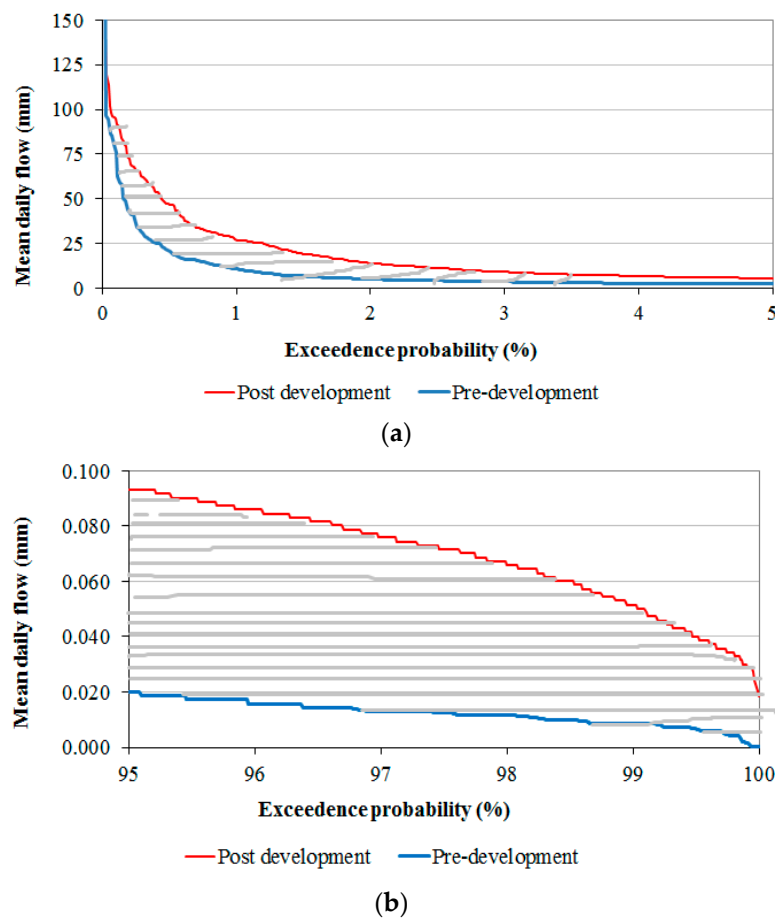 Mean daily flow (mm)
150
125
100
75
50
25
0
0 1 2 3 4 5
Exceedence probability (%)
Post development Pre-development
(a)
Mean daily flow (mm)
0.100
0.080
0.060
0.040
0.020
0.000
95 96 97 98 99 100
Exceedence probability (%)
Post development Pre-development
(b)